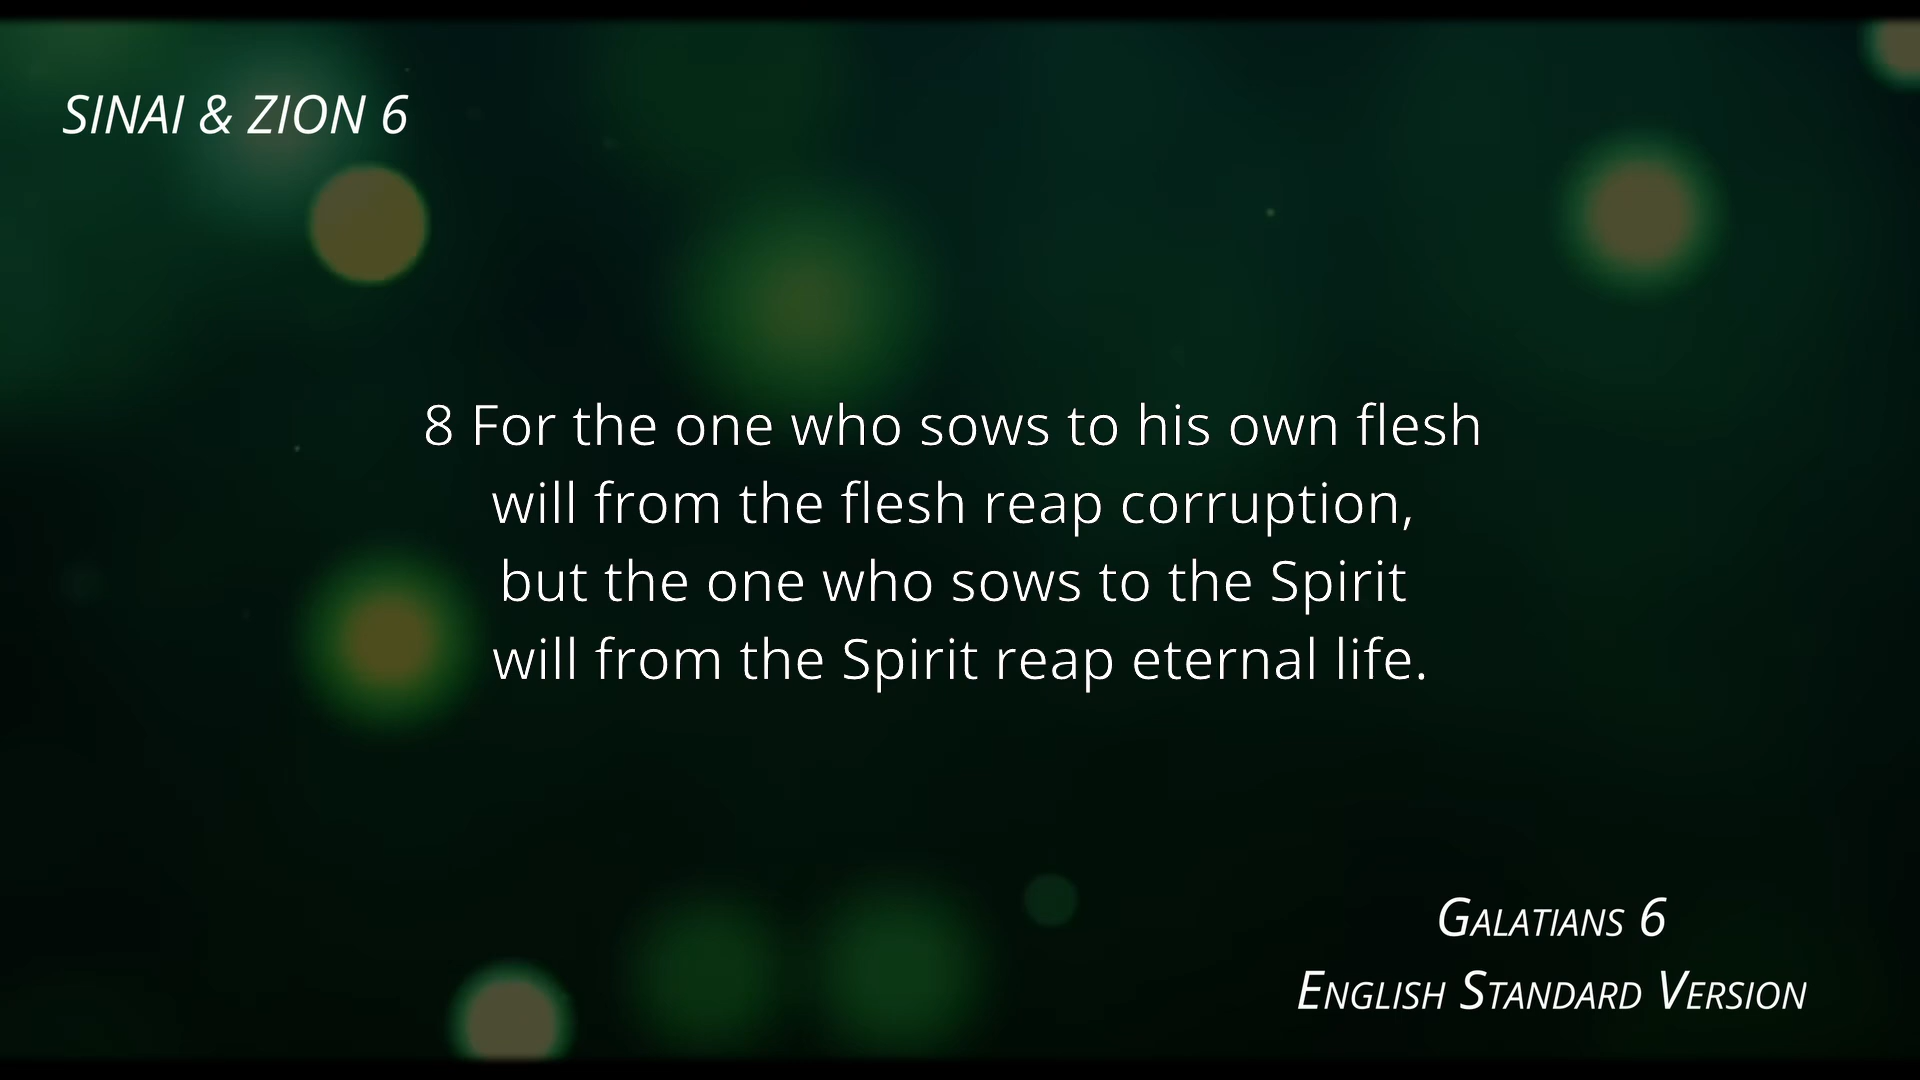 SINAI & ZION 6
8 For the one who sows to his own flesh
will from the flesh reap corruption,
but the one who sows to the Spirit
will from the Spirit reap eternal life.
Galatians 6
English Standard Version